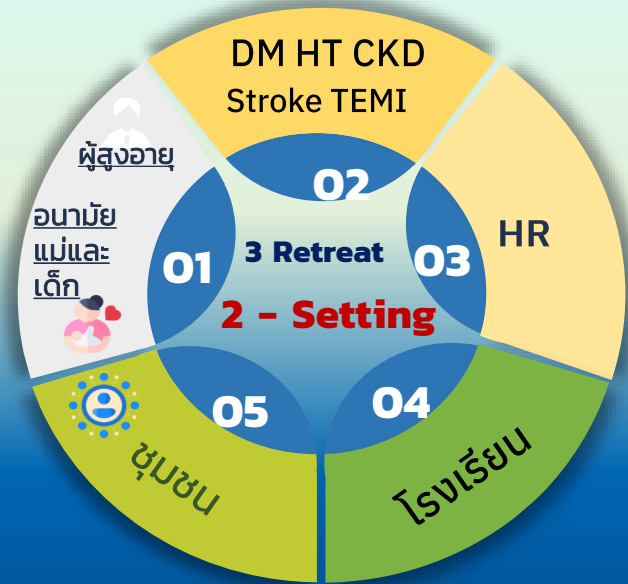 DM HT CKD
Stroke TEMI
ผู้สูงอายุ
อนามัย
แม่และ
เด็ก
HR
01
02
03
04
05
3 Retreat
2 - Setting
โรงเรียน
ชุมชน